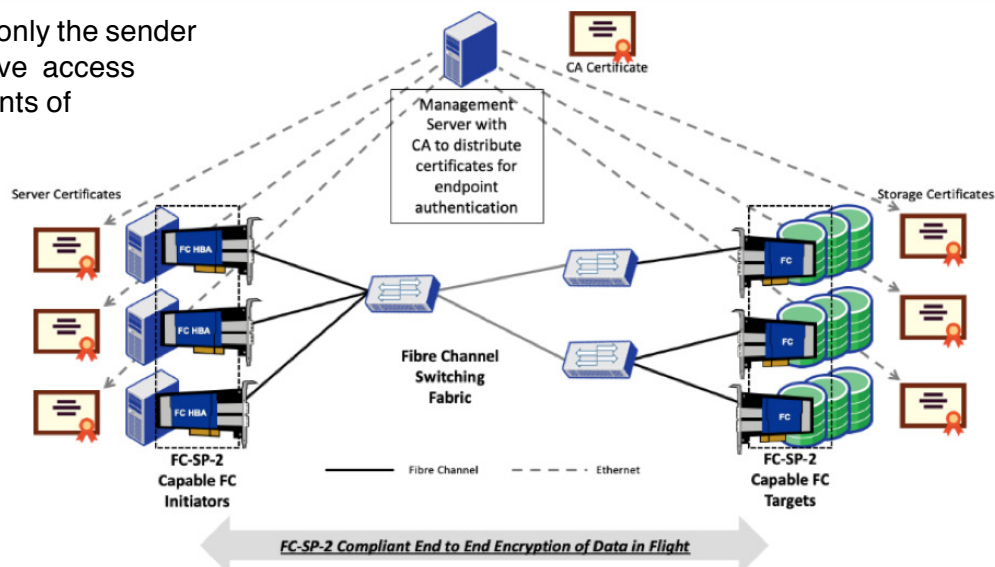 only the sender
ve access
nts of
CA Certificate
Management
Server with
CA to distribute
certificates for
endpoint
authentication
Server Certificates
Storage Certificates
FC HBA
FC
FC HBA
FC
FC HBA
FC
Fibre Channel
Switching
Fabric
FC-SP-2
Capable FC
Initiators
Fibre Channel
Ethernet
FC-SP-2
Capable FC
Targets
FC-SP-2 Compliant End to End Encryption of Data in Flight